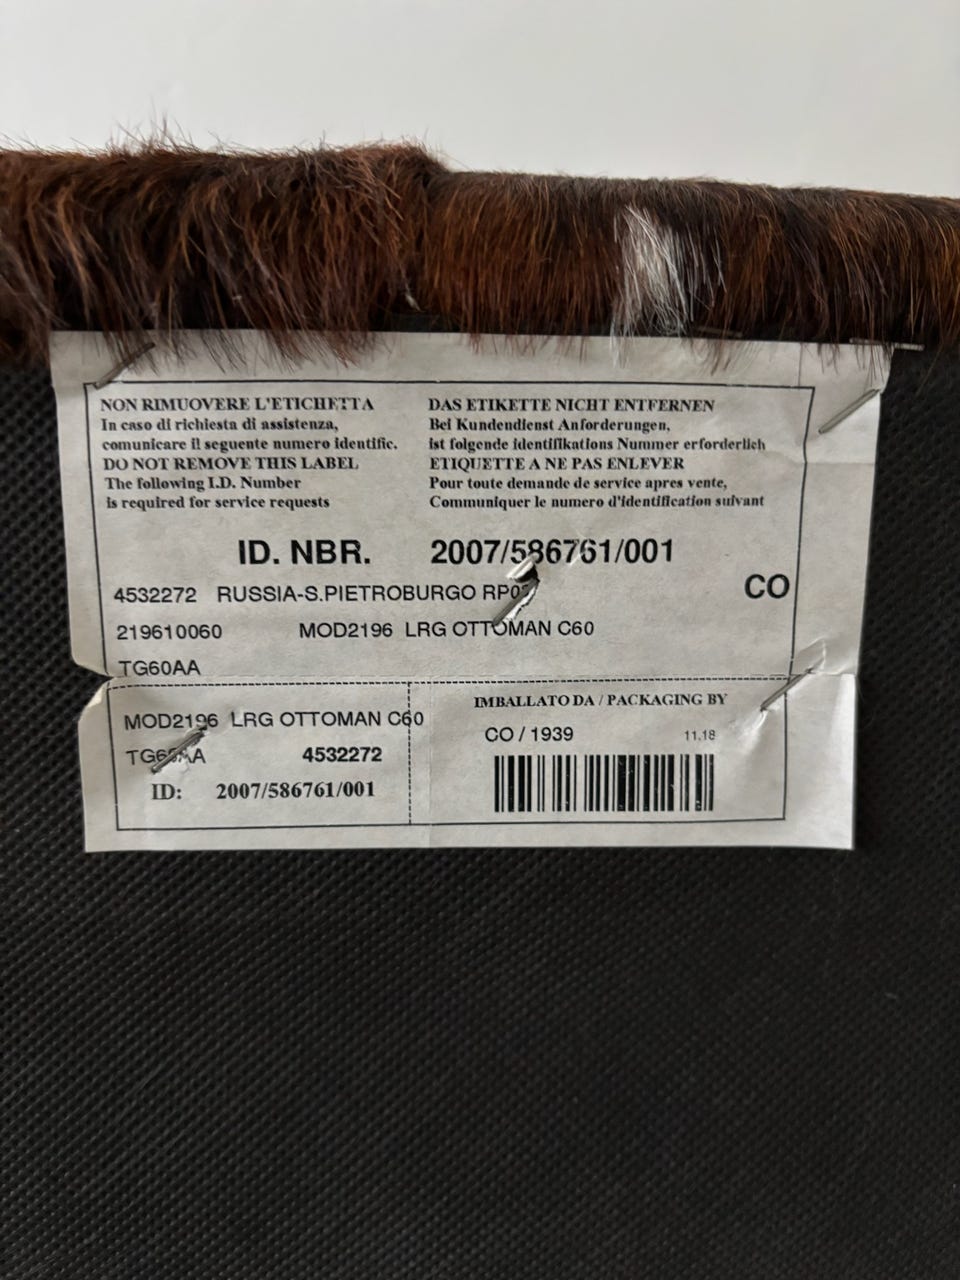 NON RIMUOVERE L'ETICHETTA
In caso di richiesta di assistenza,
comunicare il seguente numero identific.
DO NOT REMOVE THIS LABEL
The following I.D. Number
is required for service requests
DAS ETIKETTE NICHT ENTFERNEN
Bei Kundendienst Anforderungen,
ist folgende identifikations Nummer erforderlich
ETIQUETTE A NE PAS ENLEVER
Pour toute demande de service apres vente,
Communiquer le numero d'identification suivant
ID. NBR. 2007/586761/001
4532272 RUSSIA-S.PIETROBURGO
CO
219610060 MOD2196 LRG OTTOMAN C60
TG60AA
MOD2196 LRG OTTOMAN C60
4532272
ID: 2007/586761/001
IMBALLATO DA / PACKAGING BY
CO / 1939 11.18